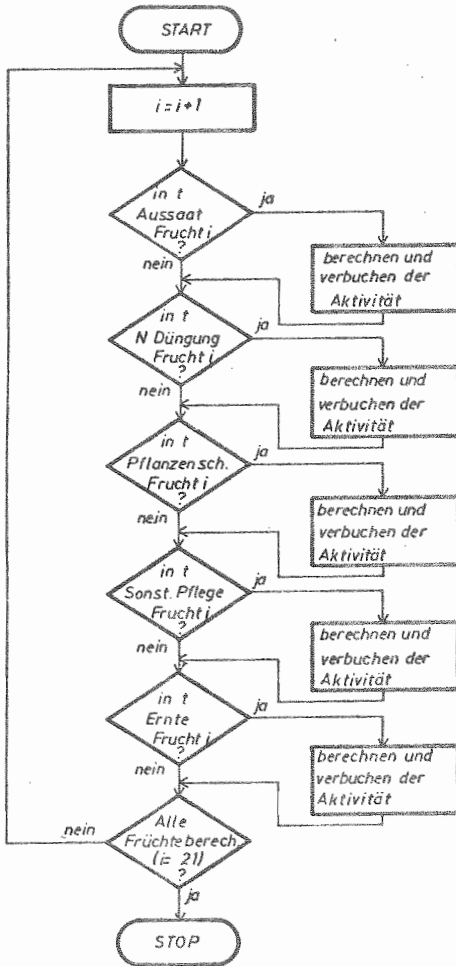 START
i = i+1
in t
Aussaat
Frucht i
?
ja
nein
berechnen und
verbuchen der
Aktivität
in t
N Düngung
Frucht i
?
ja
nein
berechnen und
verbuchen der
Aktivität
in t
Pflanzensch.
Frucht i
?
ja
nein
berechnen und
verbuchen der
Aktivität
in t
Sonst. Pflege
Frucht i
?
ja
nein
berechnen und
verbuchen der
Aktivität
in t
Ernte
Frucht i
?
ja
nein
berechnen und
verbuchen der
Aktivität
Alle
Früchte berech.
(i = 21)
?
nein
ja
STOP